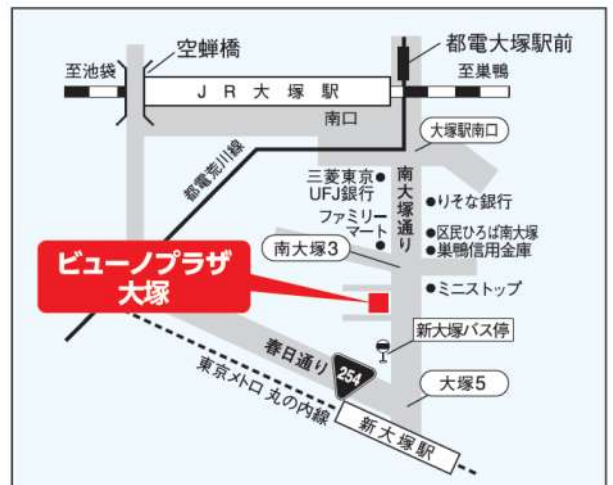 空蝉橋
都電大塚駅前
至池袋
至巣鴨
JR大塚駅
南口
大塚駅南口
都電荒川線
三菱東京
UFJ銀行
南大塚通り
りそな銀行
ファミリー
マート
区民ひろば南大塚
巣鴨信用金庫
南大塚3
ビューノプラザ
大塚
ミニストップ
新大塚バス停
春日通り
254
東京メトロ 丸の内線
大塚5
新大塚駅